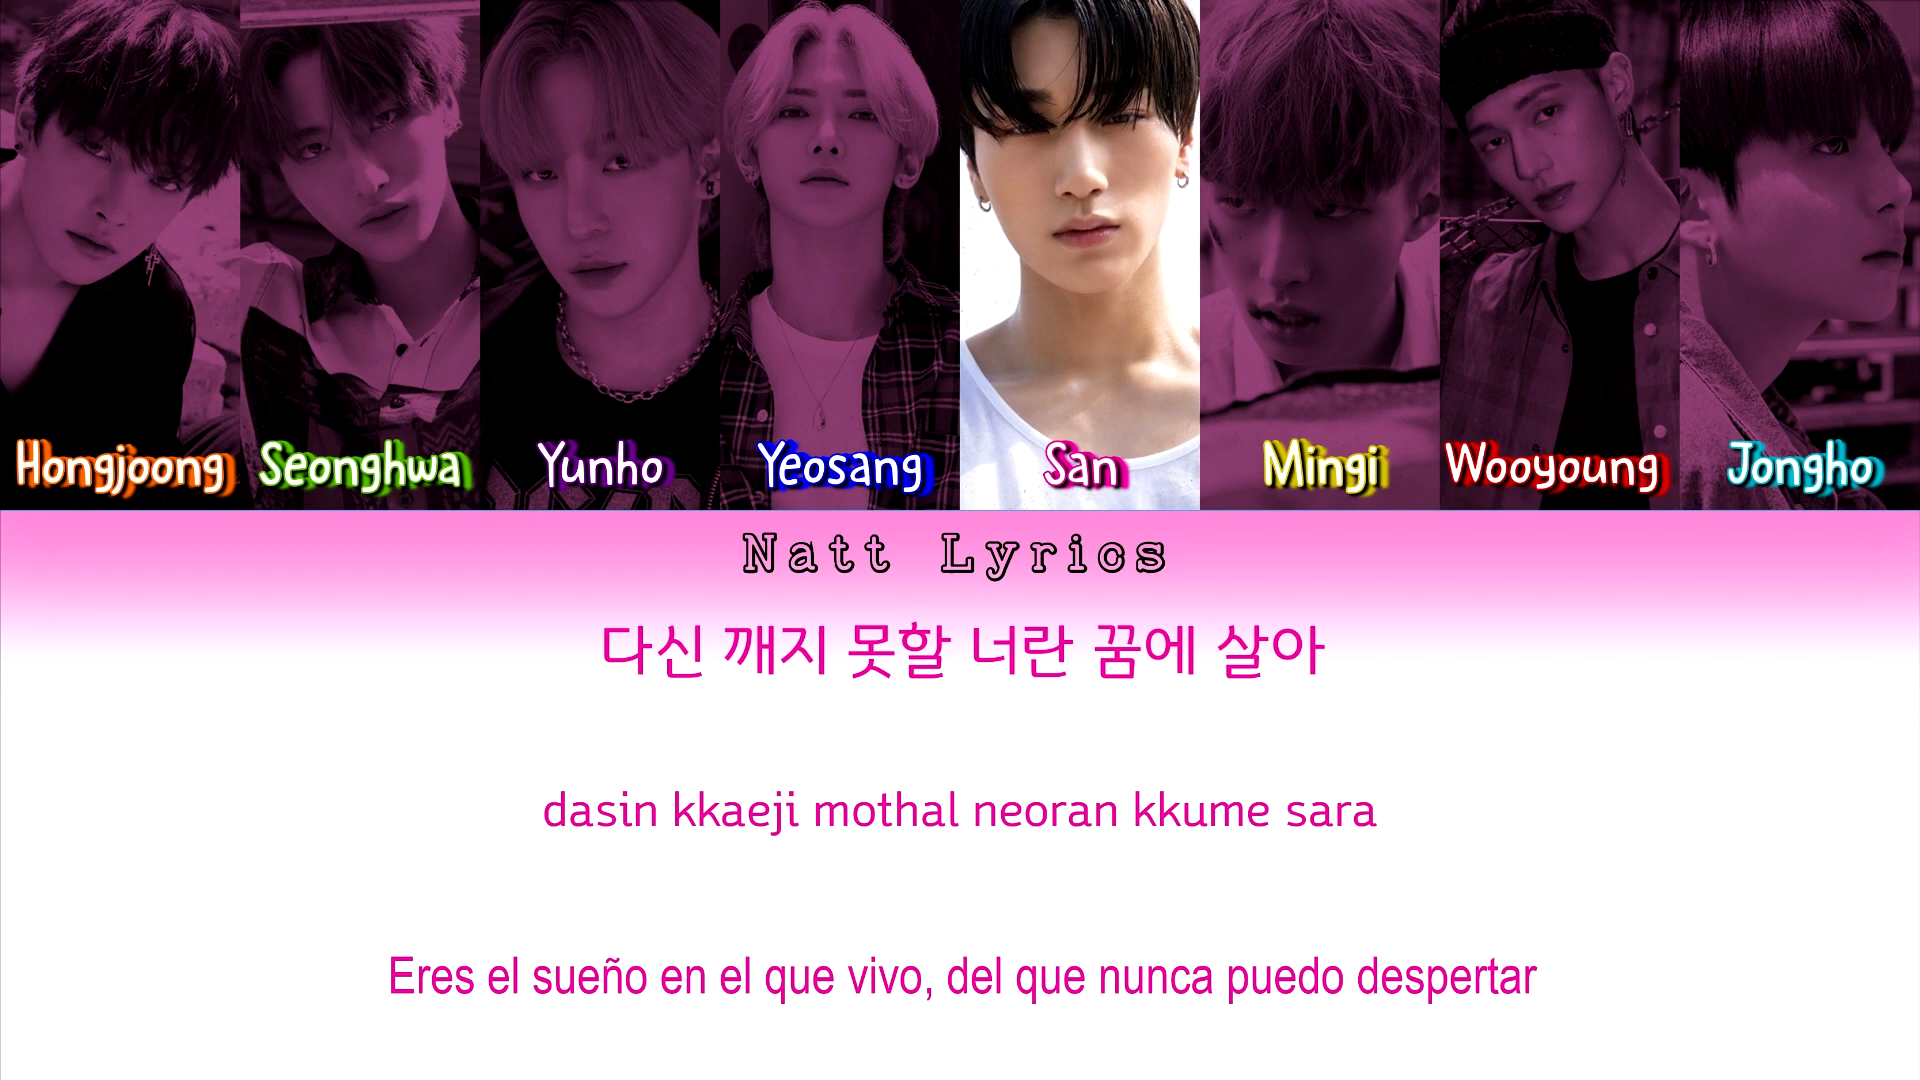 Hongjoong Seonghwa Yunho Yeosang San Mingi Wooyoung Jongho
Natt Lyrics
다신 깨지 못할 너란 꿈에 살아
dasin kkaeji mothal neoran kkume sara
Eres el sueño en el que vivo, del que nunca puedo despertar